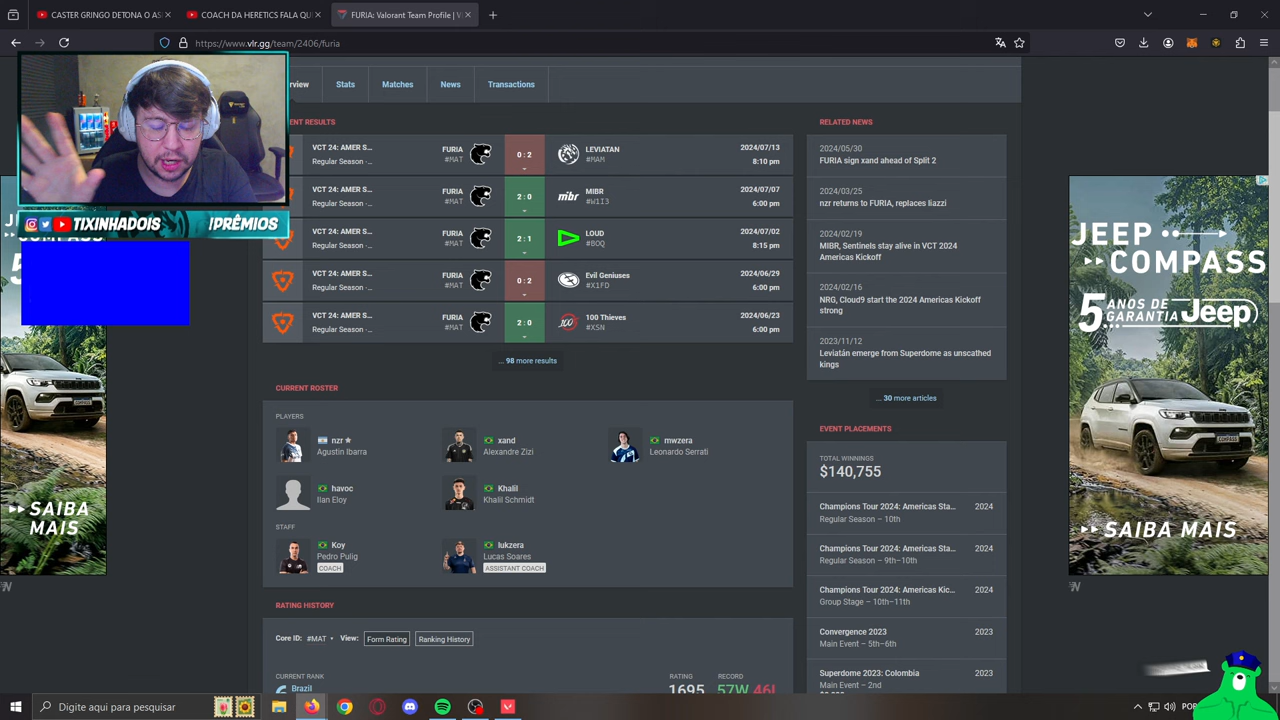 CASTER GRINGO DETONA O AS
COACH DA HERETICS FALA QU
FURIA: Valorant Team Profile | V
https://www.vlr.gg/team/2406/furia
rview
Stats
Matches
News
Transactions
ENT RESULTS
VCT 24: AMER S...
Regular Season -...
FURIA
#MAT
0 : 2
LEVIATAN
#MAM
2024/07/13
8:10 pm
VCT 24: AMER S...
Regular Season -...
FURIA
#MAT
2 : 0
mibr
MIBR
#W1I3
2024/07/07
6:00 pm
VCT 24: AMER S...
Regular Season -...
FURIA
#MAT
2 : 1
LOUD
#BOQ
2024/07/02
8:15 pm
VCT 24: AMER S...
Regular Season -...
FURIA
#MAT
0 : 2
Evil Geniuses
#X1FD
2024/06/29
6:00 pm
VCT 24: AMER S...
Regular Season -...
FURIA
#MAT
2 : 0
100
100 Thieves
#XSN
2024/06/23
6:00 pm
... 98 more results
TIXINHADOIS
!PRÊMIOS
CURRENT ROSTER
PLAYERS
nzr
Agustin Ibarra
xand
Alexandre Zizi
mwzera
Leonardo Serrati
havoc
Ilan Eloy
Khalil
Khalil Schmidt
STAFF
Koy
Pedro Pulig
COACH
lukzera
Lucas Soares
ASSISTANT COACH
RATING HISTORY
Core ID: #MAT
View:
Form Rating
Ranking History
CURRENT RANK
Brazil
RATING
1695
RECORD
57W 46L
RELATED NEWS
2024/05/30
FURIA sign xand ahead of Split 2
2024/03/25
nzr returns to FURIA, replaces liazzi
2024/02/19
MIBR, Sentinels stay alive in VCT 2024
Americas Kickoff
2024/02/16
NRG, Cloud9 start the 2024 Americas Kickoff
strong
2023/11/12
Leviatán emerge from Superdome as unscathed
kings
... 30 more articles
EVENT PLACEMENTS
TOTAL WINNINGS
$140,755
Champions Tour 2024: Americas Sta...
2024
Regular Season – 10th
Champions Tour 2024: Americas Sta...
2024
Regular Season – 9th–10th
Champions Tour 2024: Americas Kic...
2024
Group Stage – 10th–11th
Convergence 2023
2023
Main Event – 5th–6th
Superdome 2023: Colombia
2023
Main Event – 2nd
SAIBA
MAIS
JEEP
COMPASS
5 ANOS DE
GARANTIA Jeep
SAIBA MAIS
Digite aqui para pesquisar
POR